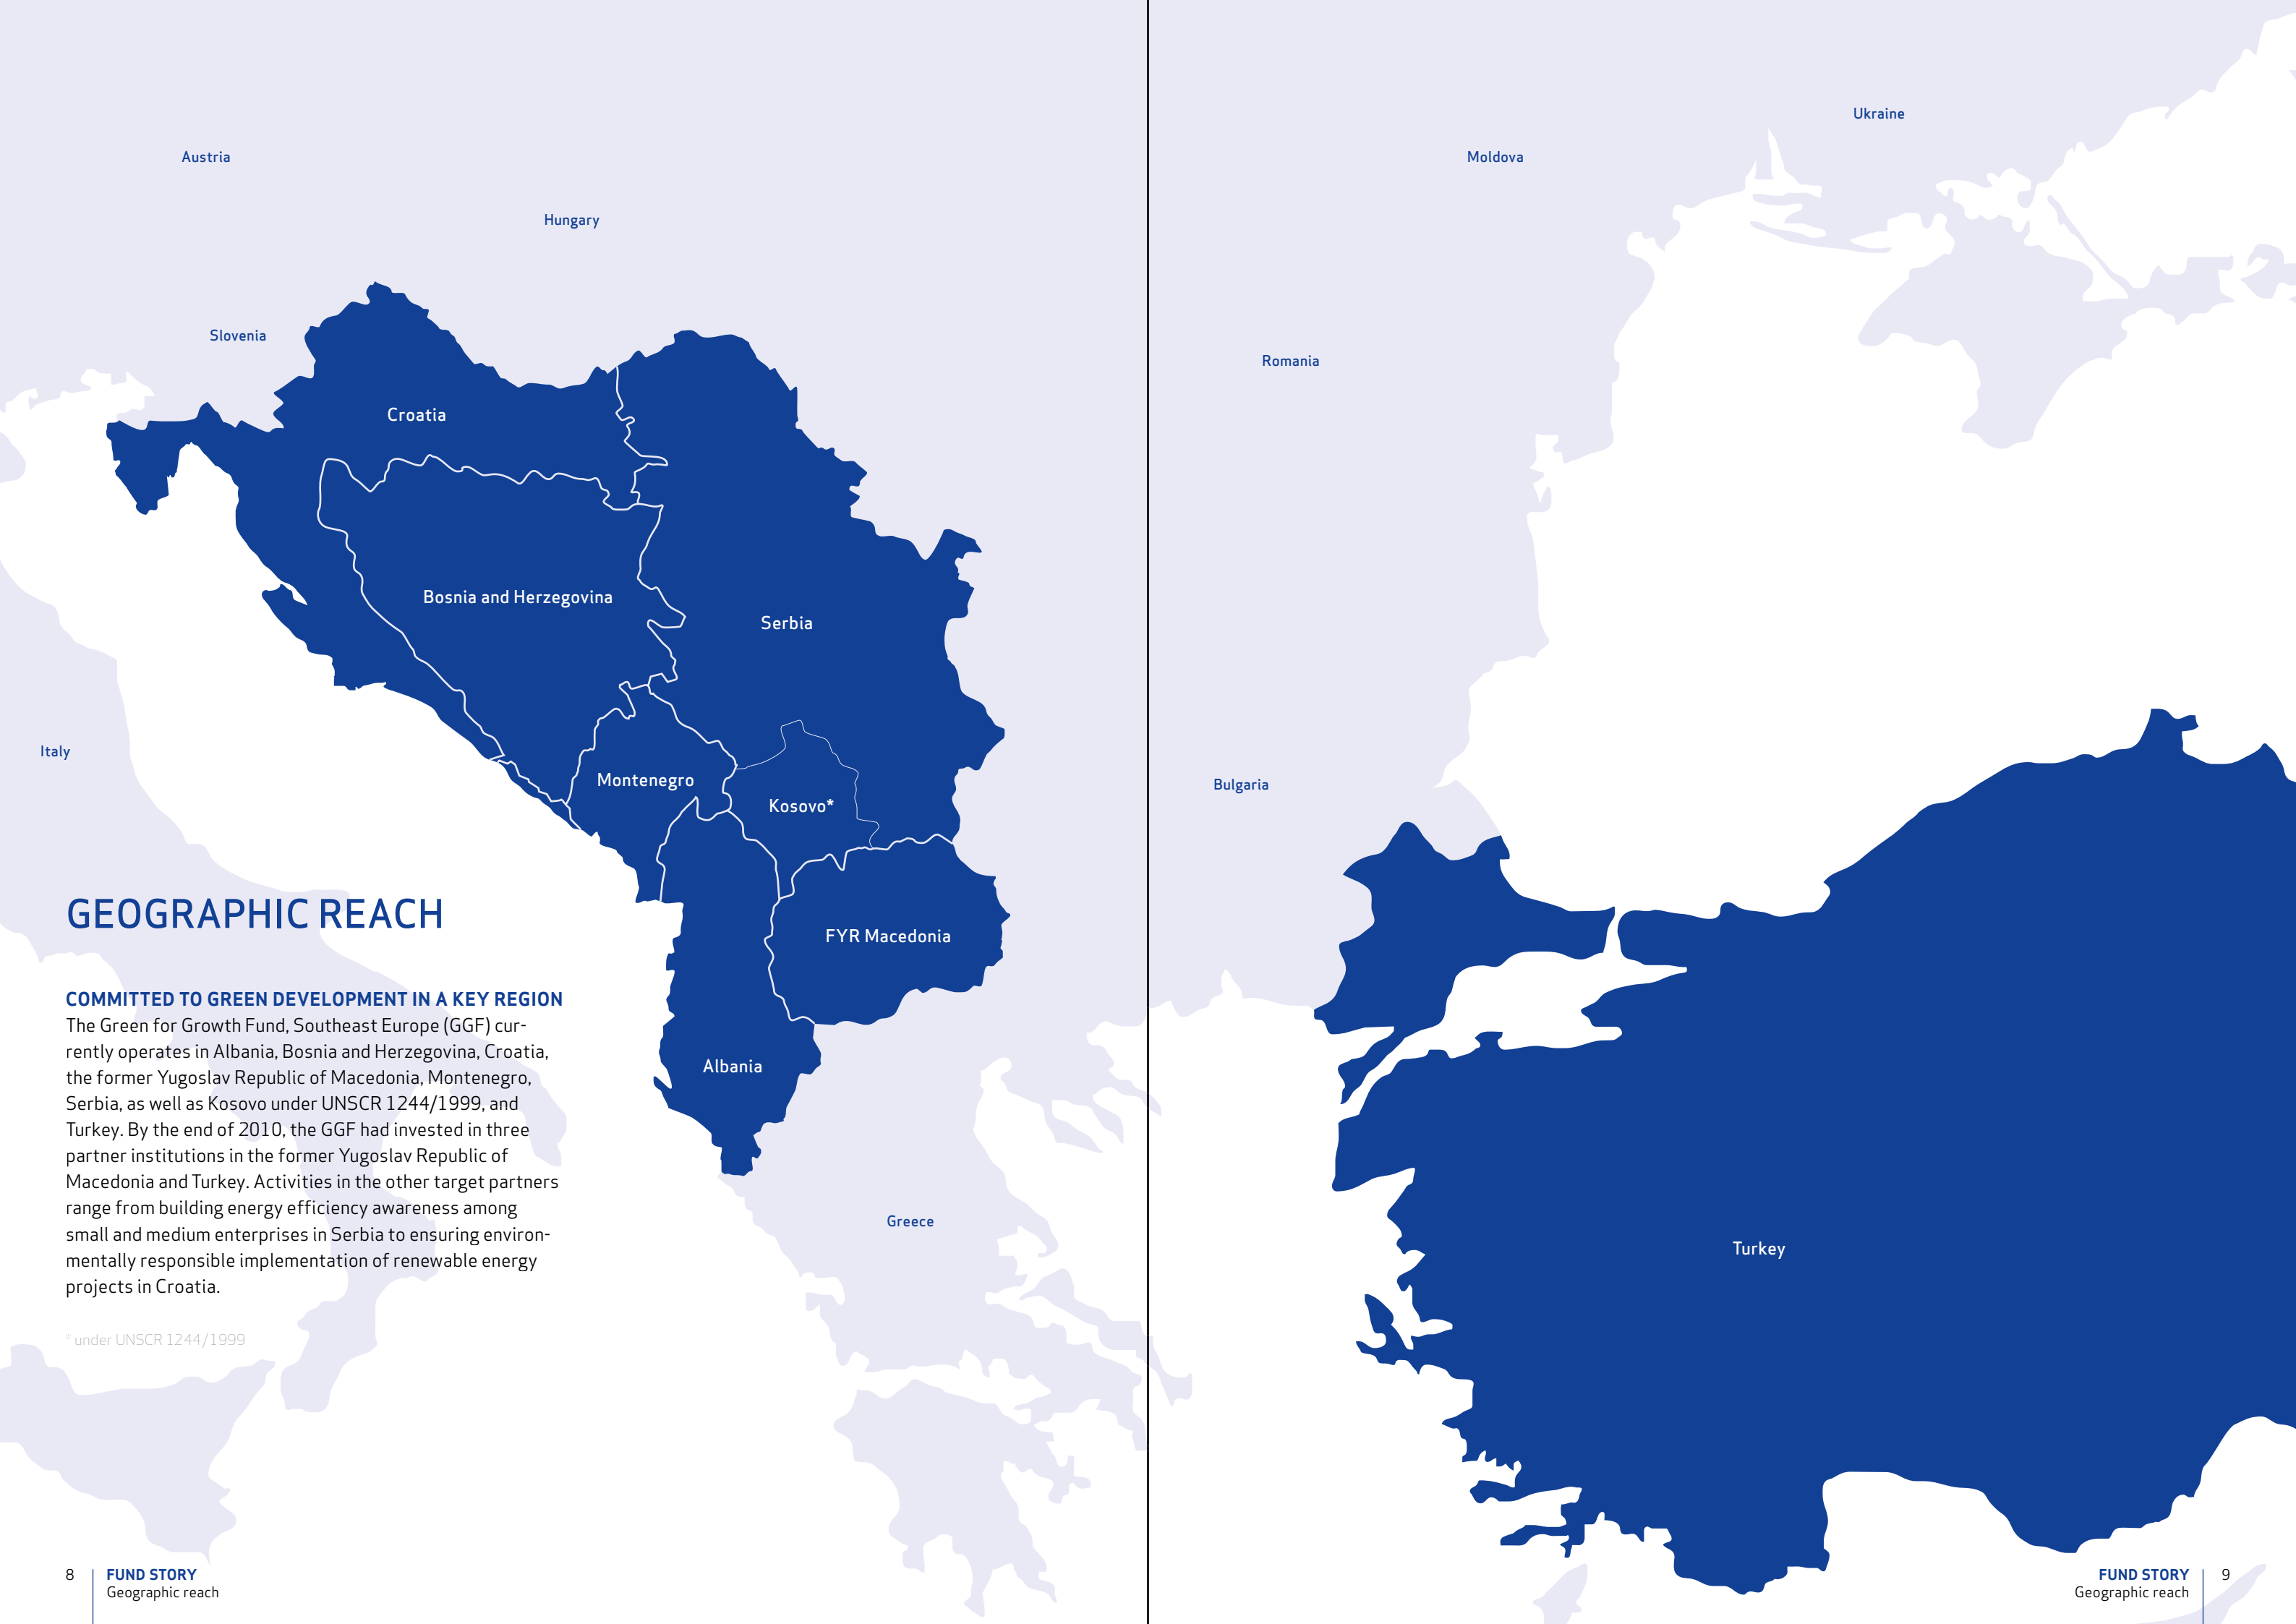 Austria
Hungary
Slovenia
Croatia
Bosnia and Herzegovina
Serbia
Italy
Montenegro
Kosovo*
FYR Macedonia
Albania
Greece
GEOGRAPHIC REACH
COMMITTED TO GREEN DEVELOPMENT IN A KEY REGION
The Green for Growth Fund, Southeast Europe (GGF) cur-
rently operates in Albania, Bosnia and Herzegovina, Croatia,
the former Yugoslav Republic of Macedonia, Montenegro,
Serbia, as well as Kosovo under UNSCR 1244/1999, and
Turkey. By the end of 2010, the GGF had invested in three
partner institutions in the former Yugoslav Republic of
Macedonia and Turkey. Activities in the other target partners
range from building energy efficiency awareness among
small and medium enterprises in Serbia to ensuring environ-
mentally responsible implementation of renewable energy
projects in Croatia.
* under UNSCR 1244/1999
8 FUND STORY
Geographic reach
Ukraine
Moldova
Romania
Bulgaria
Turkey
FUND STORY 9
Geographic reach